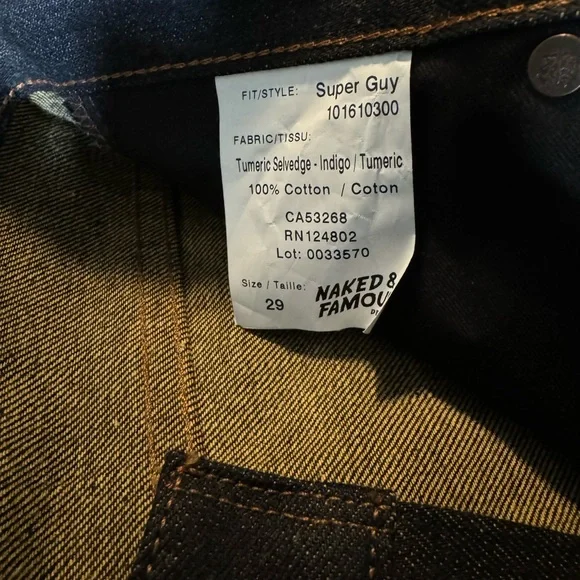 FIT/STYLE: Super Guy
101610300
FABRIC/TISSU:
Tumeric Selvedge - Indigo / Tumeric
100% Cotton / Coton
CA53268
RN124802
Lot: 0033570
Size / Taille:
29
NAKED &
FAMOU